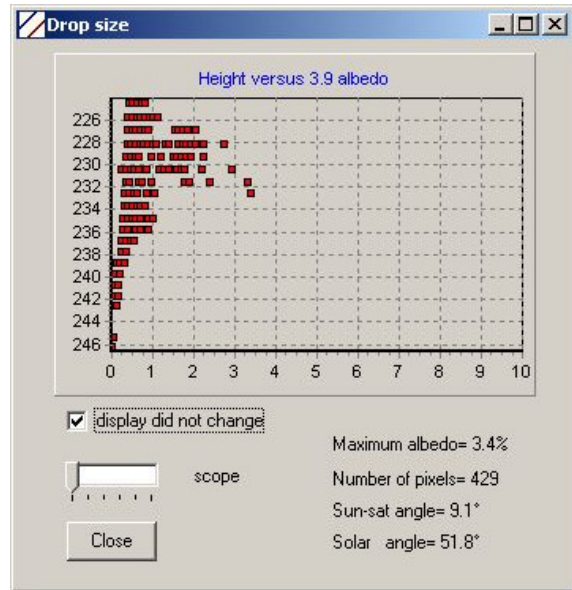 Drop size
Height versus 3.9 albedo
226
228
230
232
234
236
238
240
242
244
246
0 1 2 3 4 5 6 7 8 9 10
display did not change
scope
Close
Maximum albedo= 3.4%
Number of pixels= 429
Sun-sat angle= 9.1°
Solar angle= 51.8°